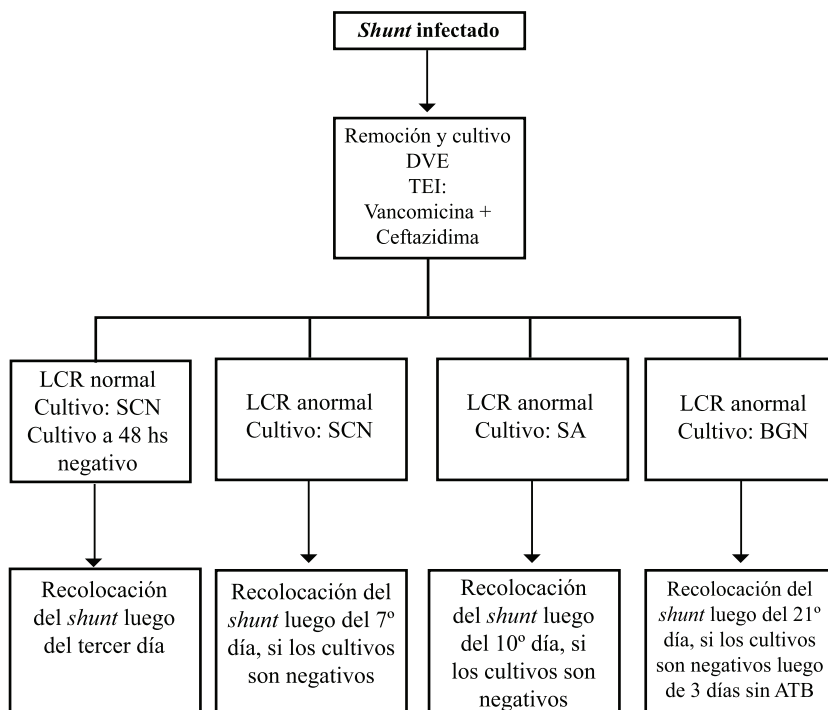 Shunt infectado
Remoción y cultivo
DVE
TEI:
Vancomicina +
Ceftazidima
LCR normal
Cultivo: SCN
Cultivo a 48 hs
negativo
LCR anormal
Cultivo: SCN
LCR anormal
Cultivo: SA
LCR anormal
Cultivo: BGN
Recolocación
del shunt luego
del tercer día
Recolocación del
shunt luego del 7º
día, si los cultivos
son negativos
Recolocación
del shunt luego
del 10º día, si
los cultivos son
negativos
Recolocación del
shunt luego del 21º
día, si los cultivos
son negativos luego
de 3 días sin ATB